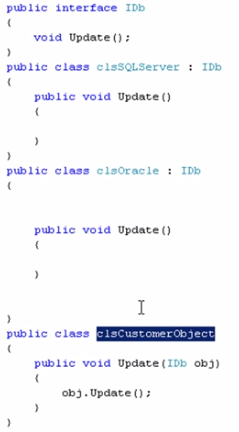 public interface IDb
{
void Update();
}
public class clsSQLServer : IDb
{
public void Update()
{
}
}
public class clsOracle : IDb
{
public void Update()
{
}
}
public class clsCustomerObject
{
public void Update(IDb obj)
{
obj.Update();
}
}